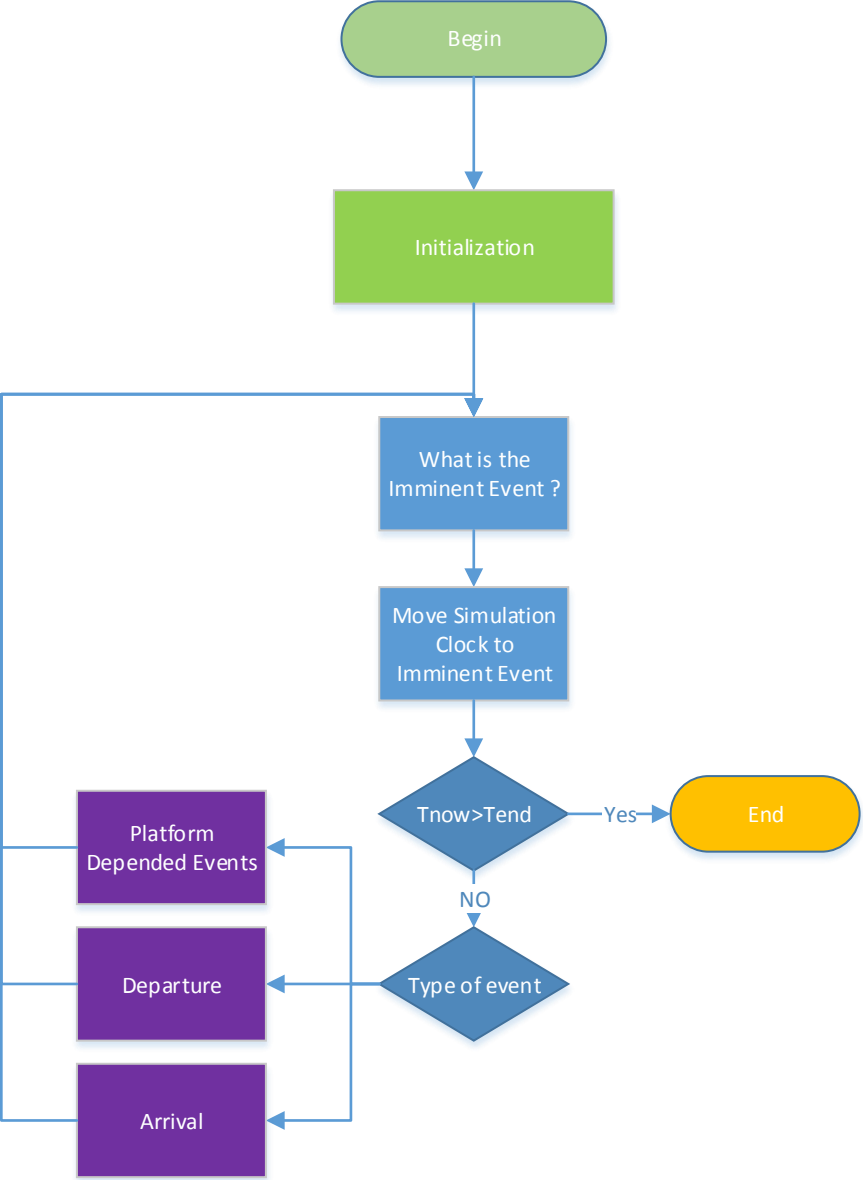 Begin
Initialization
What is the
Imminent Event ?
Move Simulation
Clock to
Imminent Event
Tnow>Tend
Yes
End
NO
Type of event
Platform
Depended Events
Departure
Arrival